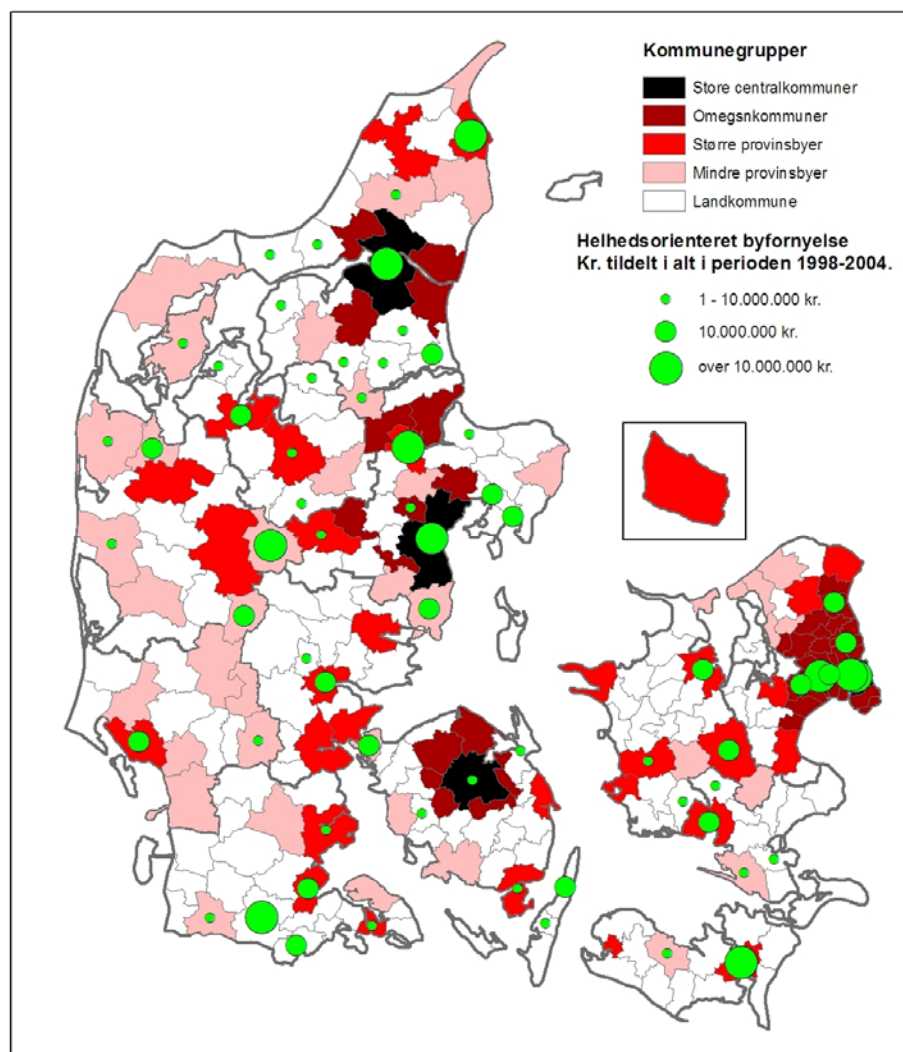 Kommunegrupper
Store centralkommuner
Omegsnkommuner
Større provinsbyer
Mindre provinsbyer
Landkommune
Helhedsorienteret byfornyelse
Kr. tildelt i alt i perioden 1998-2004.
1 - 10.000.000 kr.
10.000.000 kr.
over 10.000.000 kr.